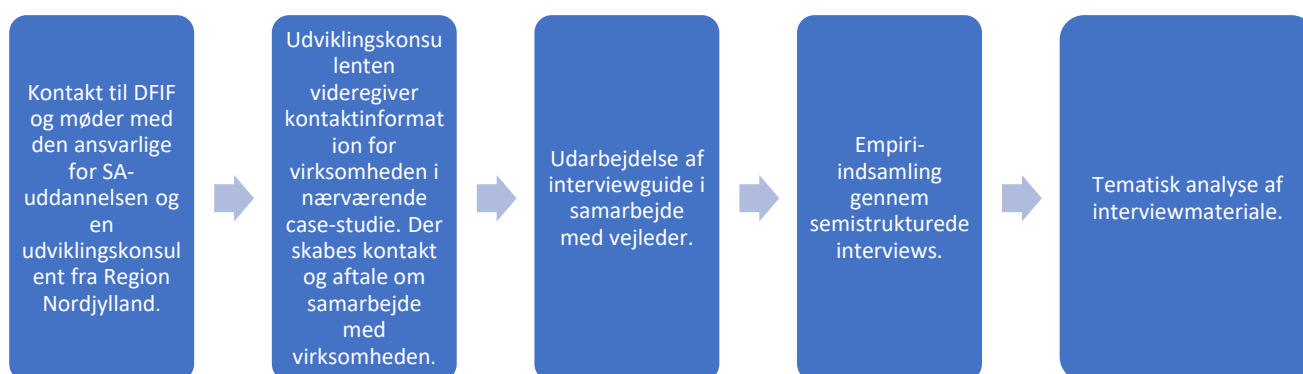 Kontakt til DFIF
og møder med
den ansvarlige
for SA-
uddannelsen og
en
udviklingskonsul
ent fra Region
Nordjylland.
Udviklingskonsu
lenten
videregiver
kontaktinformat
ion for
virksomheden i
nærværende
case-studie. Der
skabes kontakt
og aftale om
samarbejde
med
virksomheden.
Udarbejdelse af
interviewguide i
samarbejde
med vejleder.
Empiri-
indsamling
gennem
semistrukturede
interviews.
Tematisk analyse af
interviewmateriale.